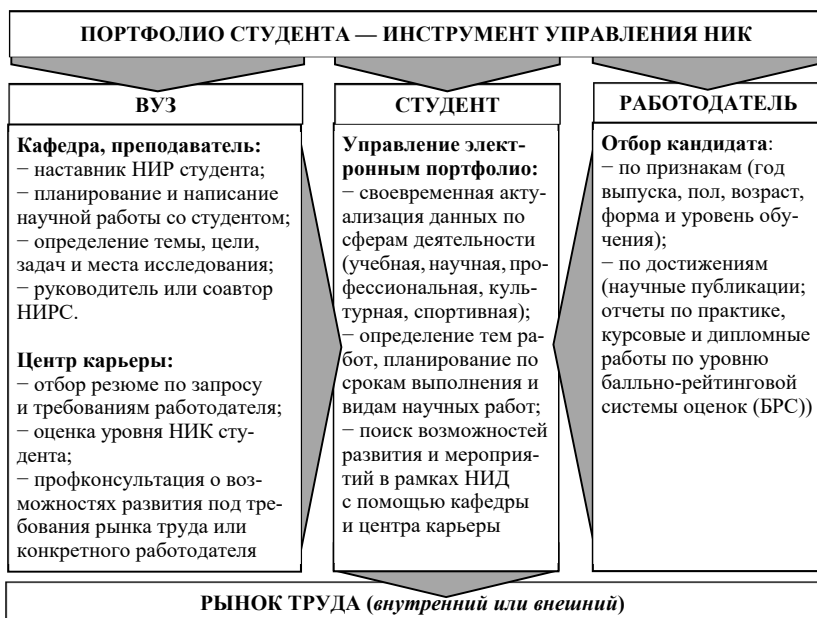 ПОРТФОЛИО СТУДЕНТА — ИНСТРУМЕНТ УПРАВЛЕНИЯ НИК
ВУЗ
Кафедра, преподаватель:
− наставник НИР студента;
− планирование и написание
научной работы со студентом;
− определение темы, цели,
задач и места исследования;
− руководитель или соавтор
НИРС.
Центр карьеры:
− отбор резюме по запросу
и требованиям работодателя;
− оценка уровня НИК сту-
дента;
− профконсультация о воз-
можностях развития под тре-
бования рынка труда или
конкретного работодателя
СТУДЕНТ
Управление элект-
ронным портфолио:
− своевременная акту-
ализация данных по
сферам деятельности
(учебная, научная, про-
фессиональная, куль-
турная, спортивная);
− определение тем ра-
бот, планирование по
срокам выполнения и
видам научных работ;
− поиск возможностей
развития и мероприя-
тий в рамках НИД
с помощью кафедры
и центра карьеры
РАБОТОДАТЕЛЬ
Отбор кандидата:
− по признакам (год
выпуска, пол, возраст,
форма и уровень обу-
чения);
− по достижениям
(научные публикации;
отчеты по практике,
курсовые и дипломные
работы по уровню
балльно-рейтинговой
системы оценок (БРС))
РЫНОК ТРУДА (внутренний или внешний)